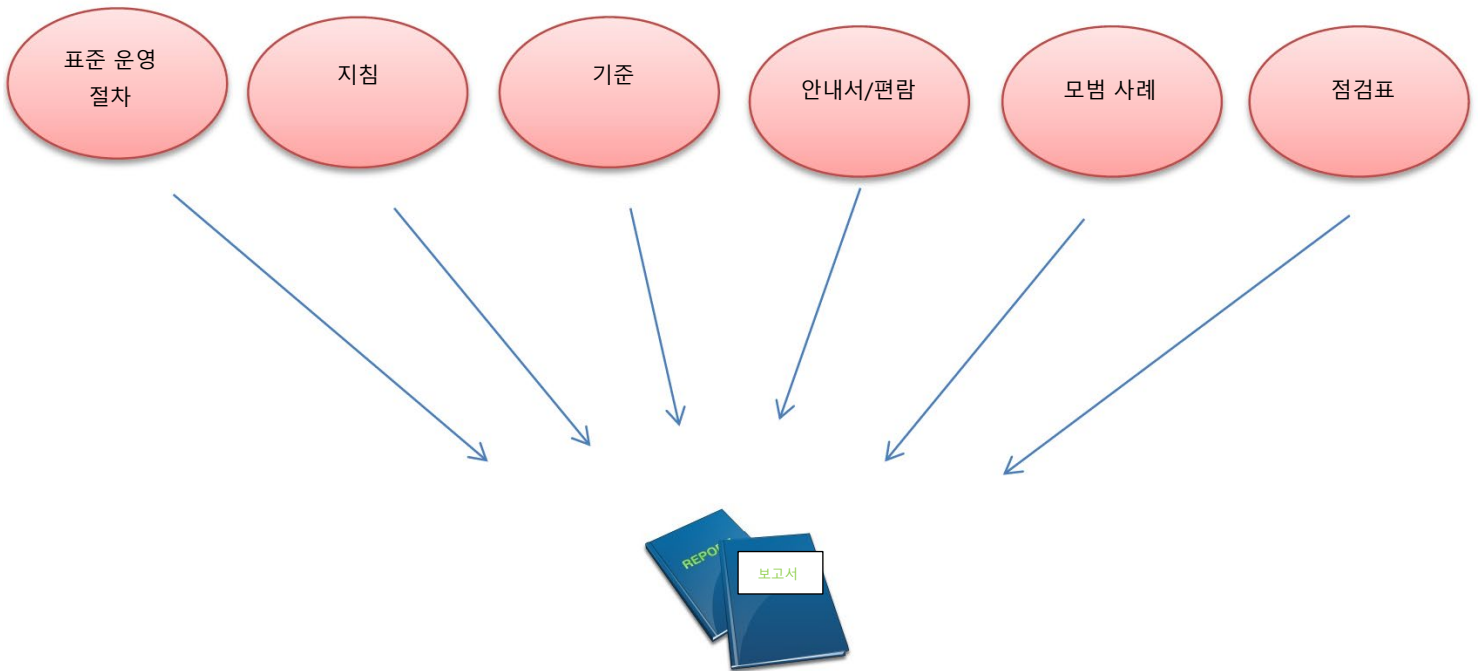 표준 운영
절차
지침
기준
안내서/편람
모범 사례
점검표
보고서